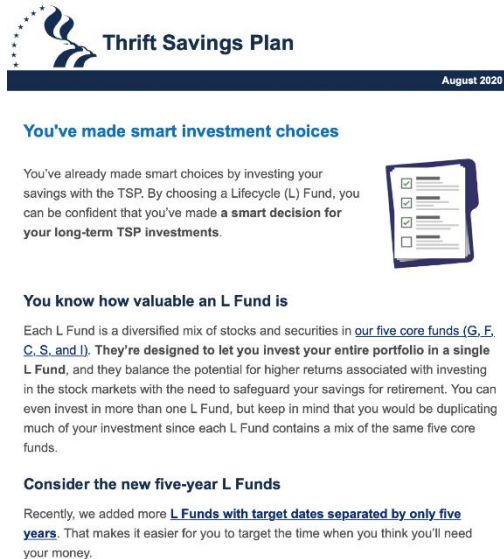 Thrift Savings Plan
August 2020
You've made smart investment choices
You've already made smart choices by investing your
savings with the TSP. By choosing a Lifecycle (L) Fund, you
can be confident that you've made a smart decision for
your long-term TSP investments.
You know how valuable an L Fund is
Each L Fund is a diversified mix of stocks and securities in our five core funds (G, F,
C, S, and I). They're designed to let you invest your entire portfolio in a single
L Fund, and they balance the potential for higher returns associated with investing
in the stock markets with the need to safeguard your savings for retirement. You can
even invest in more than one L Fund, but keep in mind that you would be duplicating
much of your investment since each L Fund contains a mix of the same five core
funds.
Consider the new five-year L Funds
Recently, we added more L Funds with target dates separated by only five
years. That makes it easier for you to target the time when you think you'll need
your money.